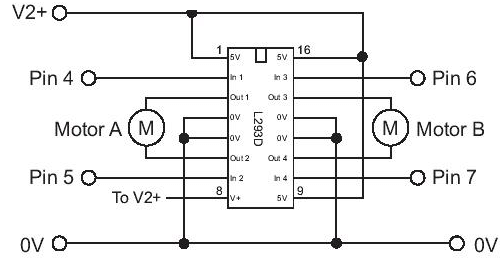 V2+
1 5V 5V 16
Pin 4 In 1 In 3 Pin 6
Out 1 Out 3
Motor A M 0V 0V M Motor B
L293D
0V 0V
Out 2 Out 4
Pin 5 In 2 In 4 Pin 7
To V2+ 8 V+ 5V 9
0V 0V